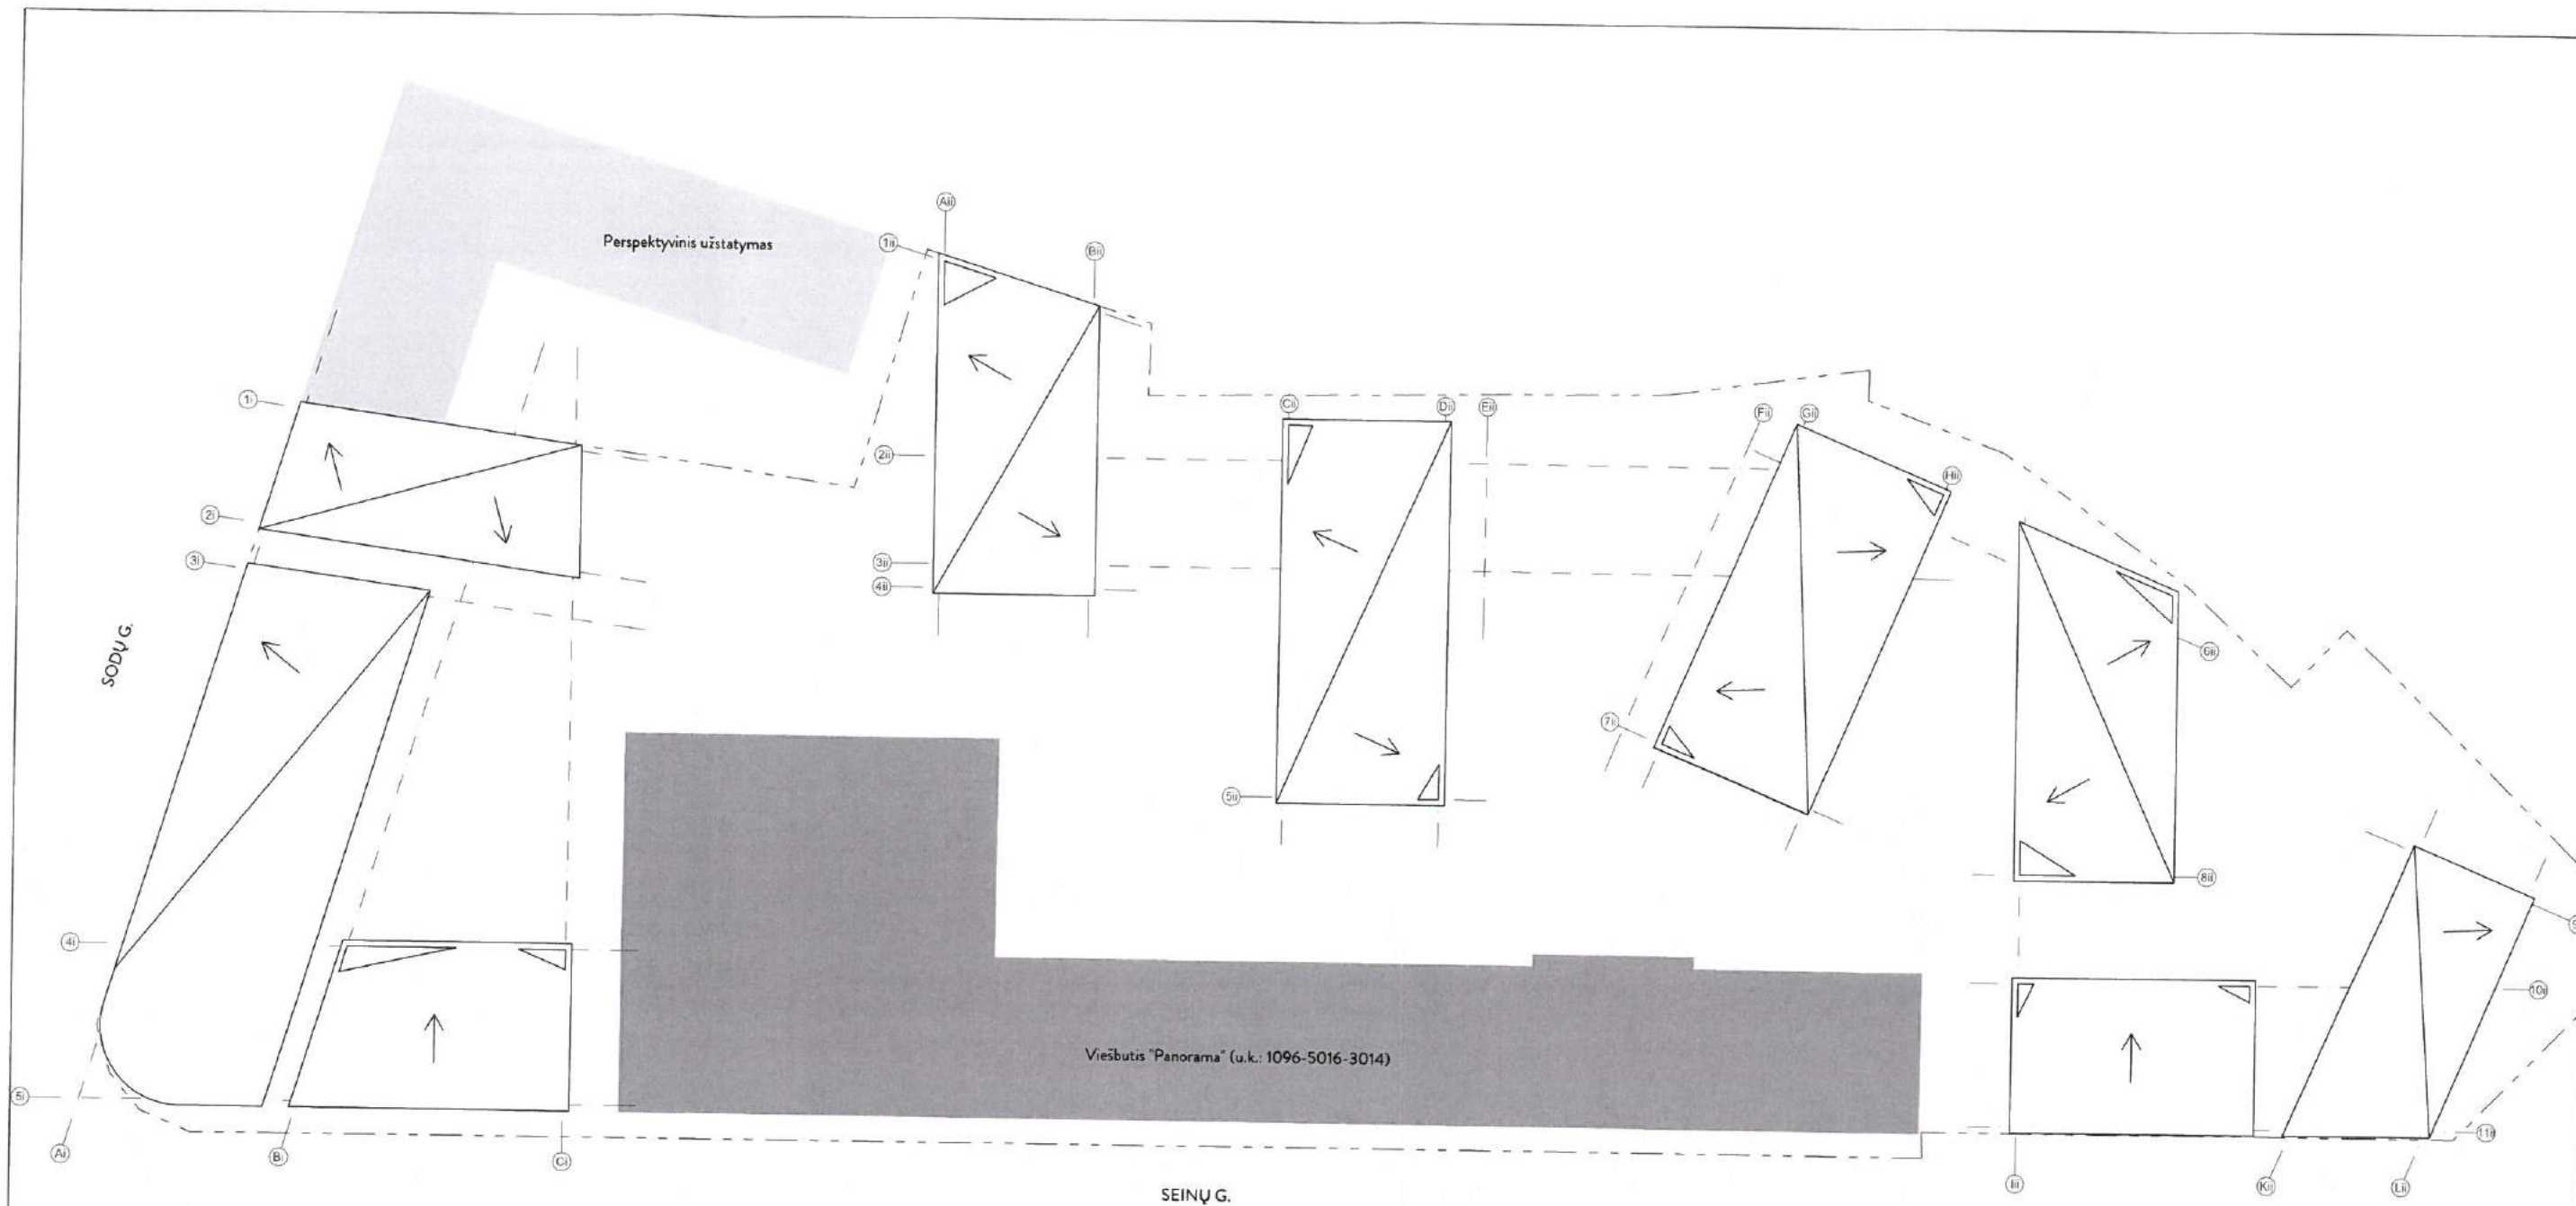 Aii
1ii
Bii
Perspektyvinis užstatymas
1i
Cii
Dii
Eii
Fii
Gii
2ii
Hii
2i
3i
3ii
4ii
SODŲ G.
6ii
7ii
5ii
8ii
4i
10ii
Viešbutis "Panorama" (u.k.: 1096-5016-3014)
5i
11ii
Ai
Bi
Ci
Iii
Kii
Lii
SEINŲ G.